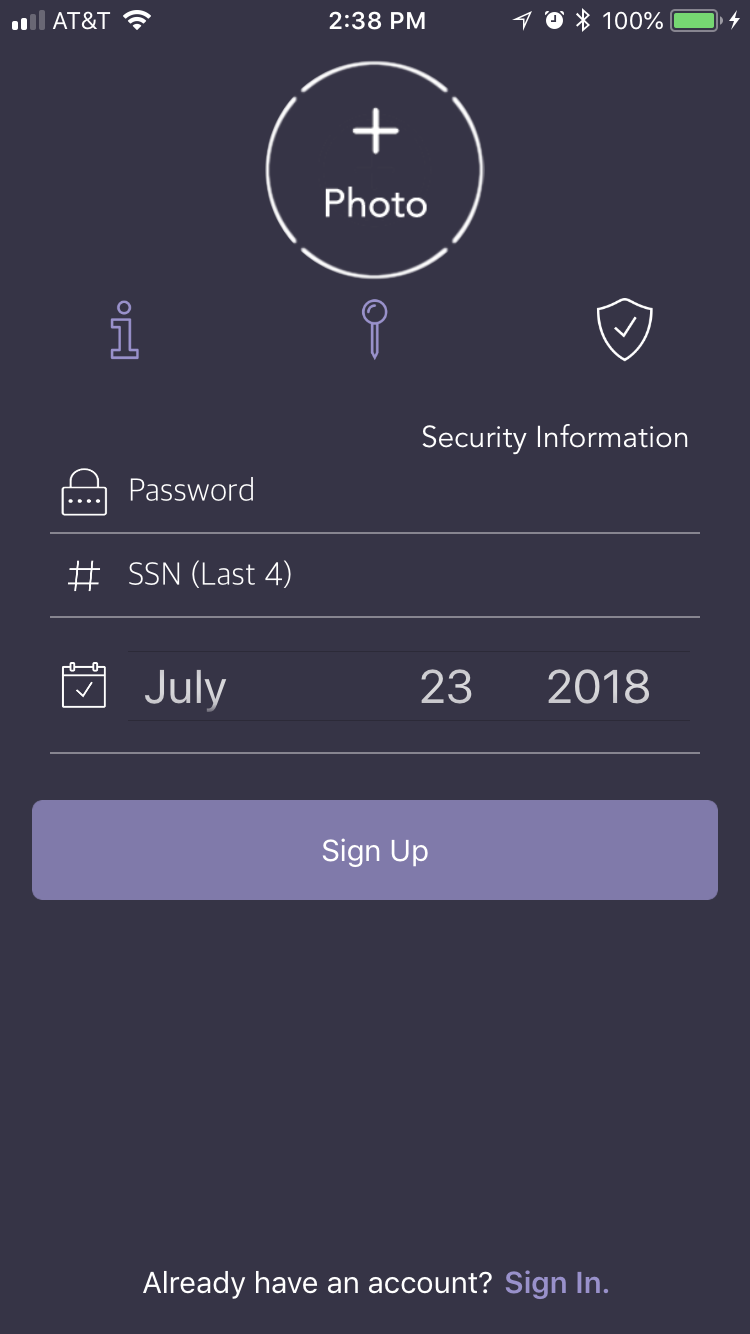 AT&T 2:38 PM 100%
Photo
Security Information
Password
# SSN (Last 4)
July 23 2018
Sign Up
Already have an account? Sign In.